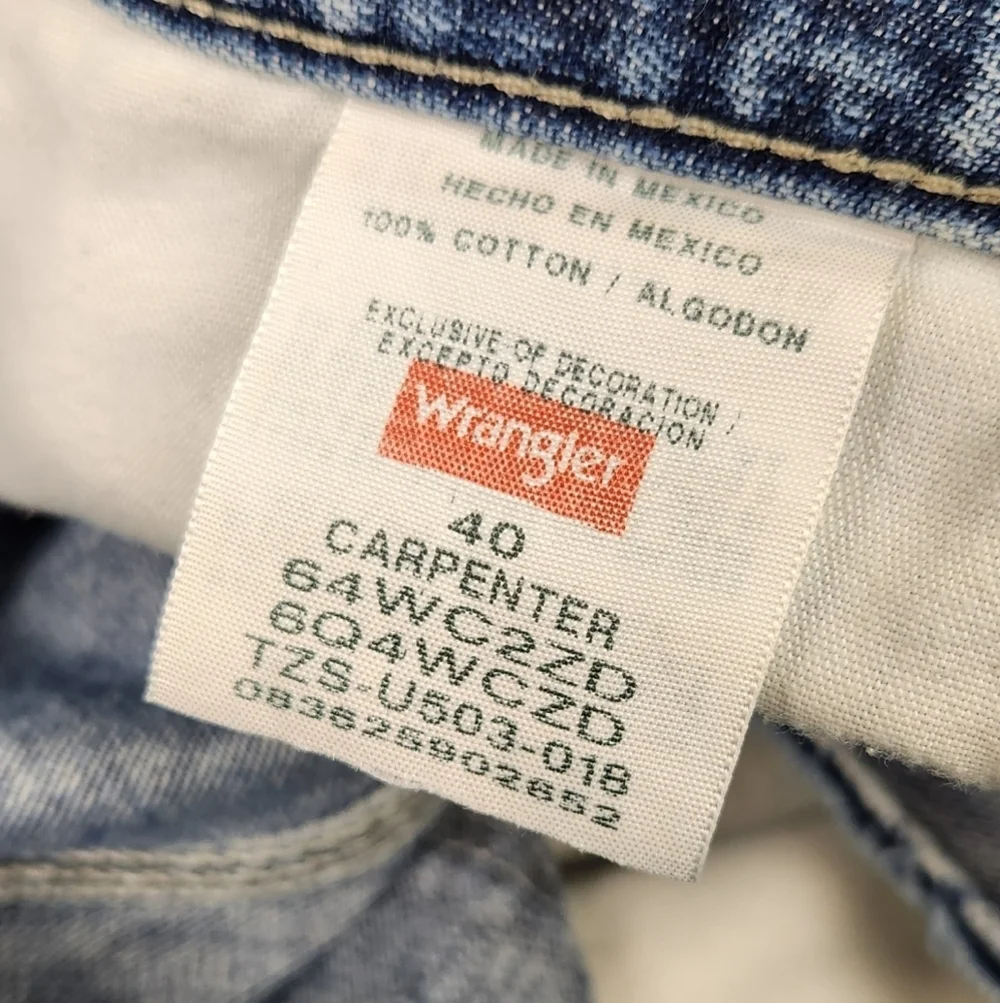 MADE IN MEXICO
HECHO EN MEXICO
100% COTTON / ALGODON
EXCLUSIVE OF DECORATION /
EXCEPTO DECORACION
Wrangler
40
CARPENTER
64WC2ZD
6Q4WCZD
TZS-U503-018
083625902652